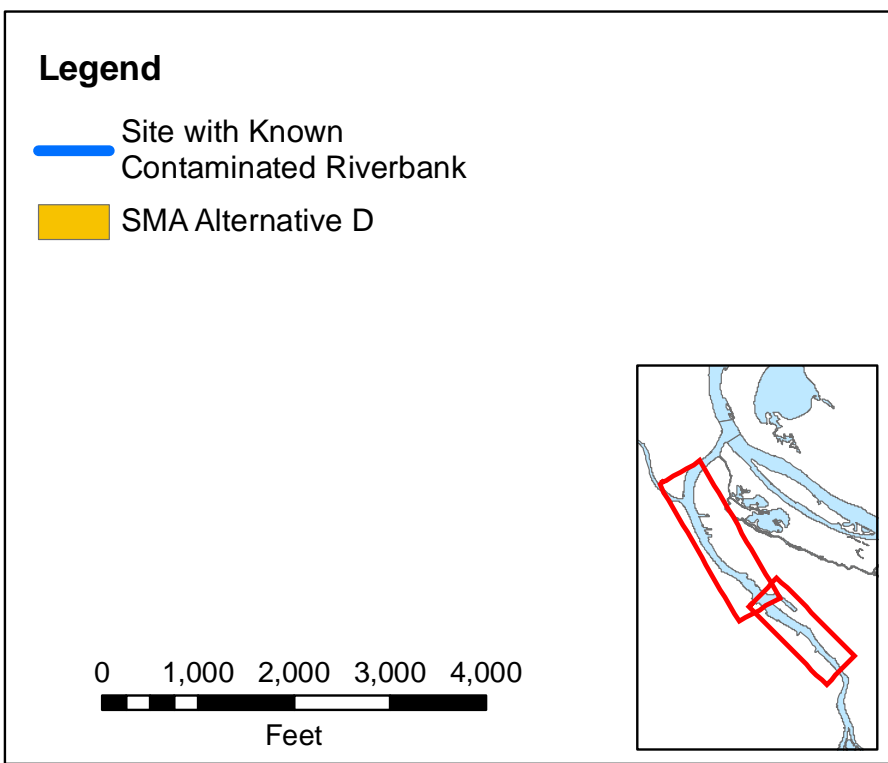 Legend
Site with Known
Contaminated Riverbank
SMA Alternative D
0 1,000 2,000 3,000 4,000
Feet